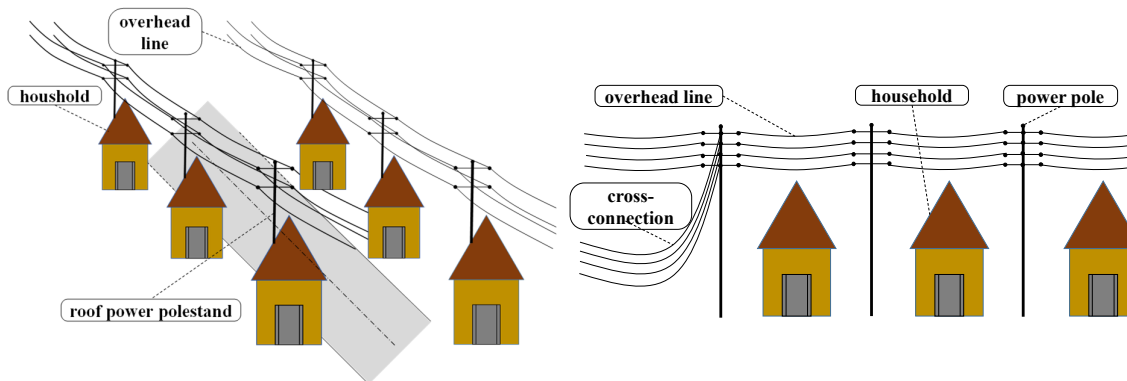 overhead
line
houshold
roof power polestand
overhead line
household
power pole
cross-
connection